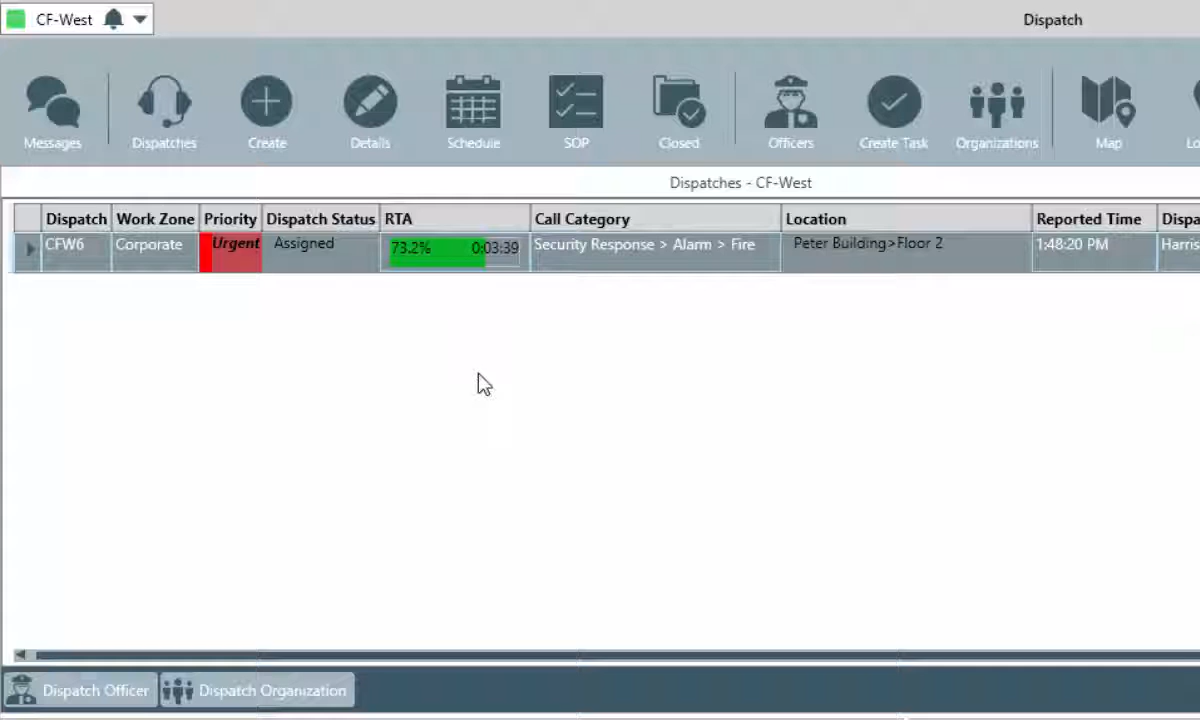 CF-West
Dispatch
Messages
Dispatches
Create
Details
Schedule
SOP
Closed
Officers
Create Task
Organizations
Map
Dispatches - CF-West
Dispatch Work Zone Priority Dispatch Status RTA Call Category Location Reported Time
CFW6 Corporate Urgent Assigned 73.2% 0:03:39 Security Response > Alarm > Fire Peter Building>Floor 2 1:48:20 PM Harris
Dispatch Officer Dispatch Organization